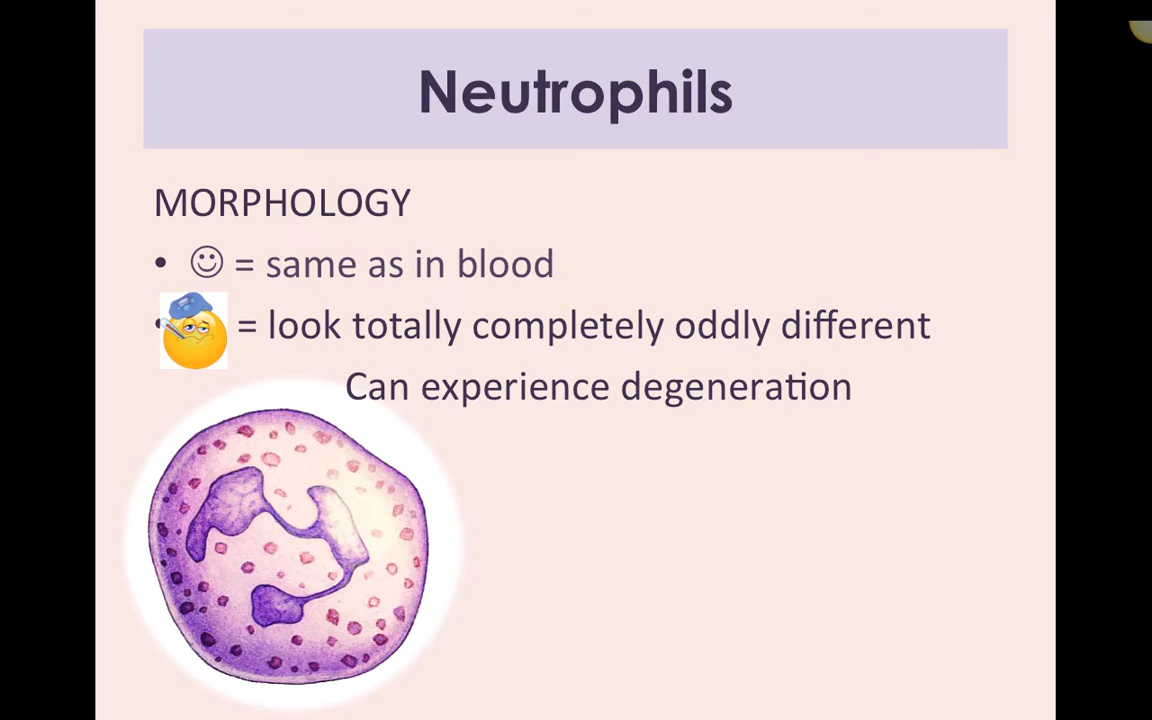 Neutrophils
MORPHOLOGY
• ☺ = same as in blood
• = look totally completely oddly different
Can experience degeneration